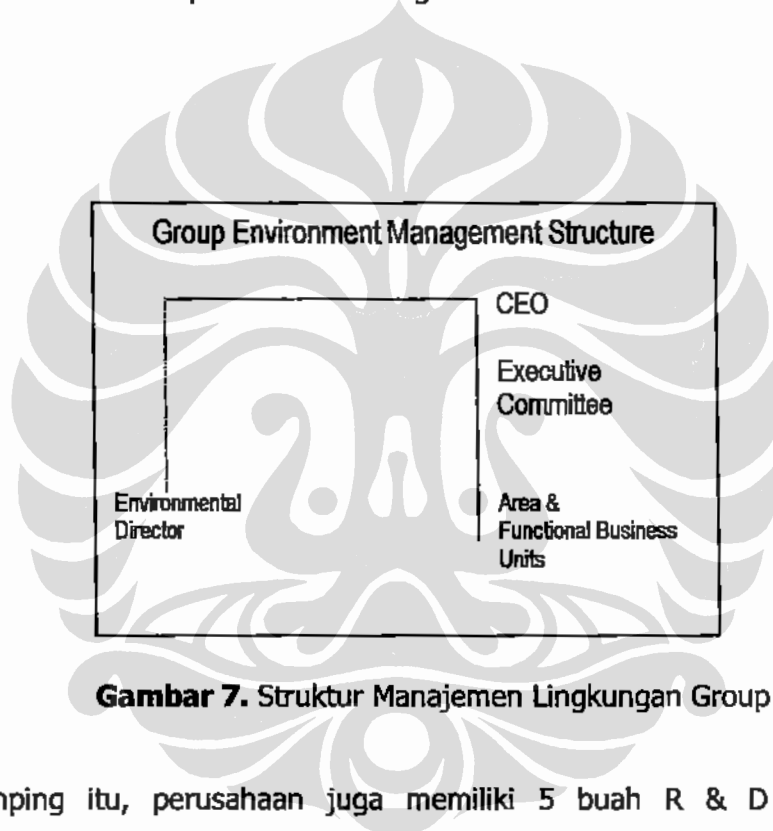 Group Environment Management Structure
CEO
Executive
Committee
Environmental
Director
Area &
Functional Business
Units
Gambar 7. Struktur Manajemen Lingkungan Group
itu, perusahaan juga memiliki 5 buah R & D